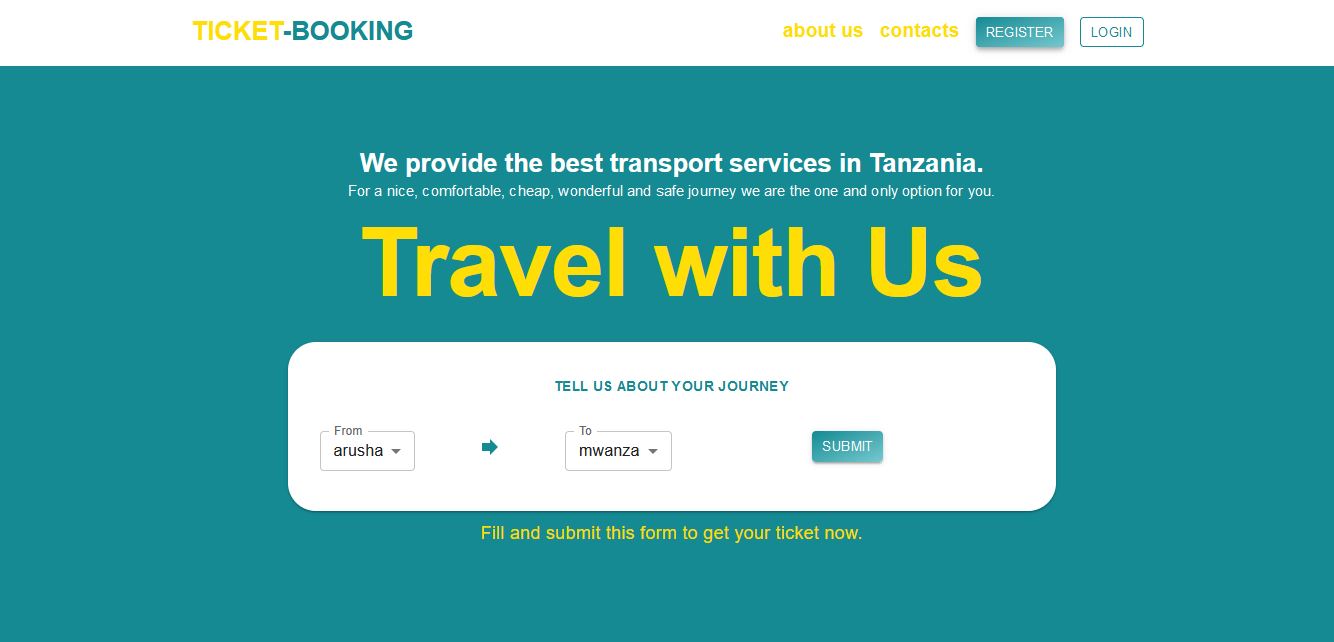 TICKET-BOOKING
about us contacts REGISTER LOGIN
We provide the best transport services in Tanzania.
For a nice, comfortable, cheap, wonderful and safe journey we are the one and only option for you.
Travel with Us
TELL US ABOUT YOUR JOURNEY
From
arusha
To
mwanza
SUBMIT
Fill and submit this form to get your ticket now.